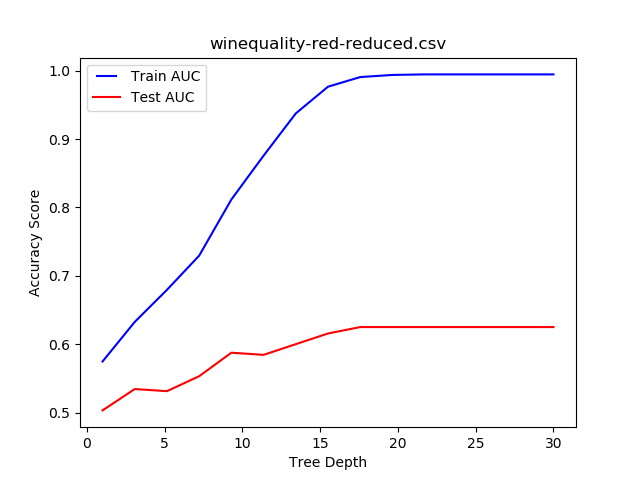 winequality-red-reduced.csv
Train AUC
Test AUC
1.0
0.9
0.8
0.7
0.6
0.5
Accuracy Score
0 5 10 15 20 25 30
Tree Depth